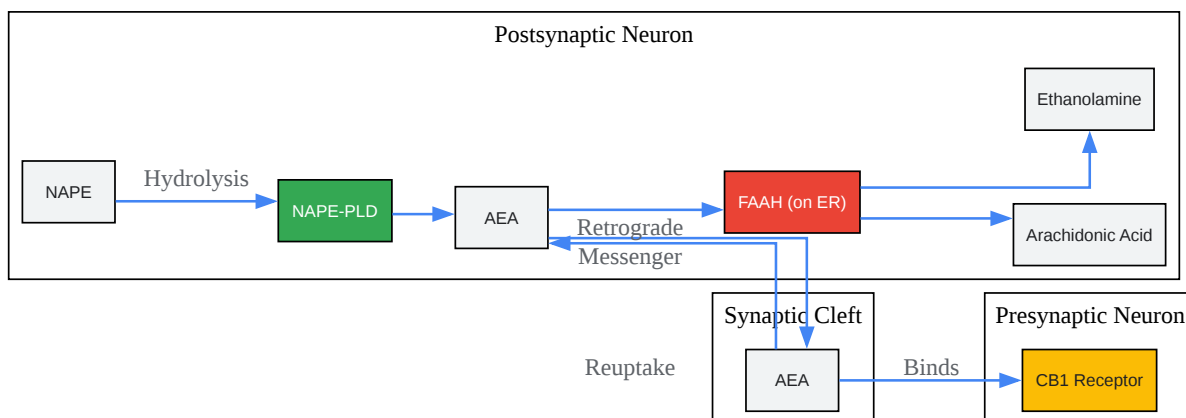 Postsynaptic Neuron
Ethanolamine
NAPE
Hydrolysis
NAPE-PLD
AEA
FAAH (on ER)
Retrograde
Messenger
Arachidonic Acid
Synaptic Cleft
Presynaptic Neuron
Reuptake
AEA
Binds
CB1 Receptor